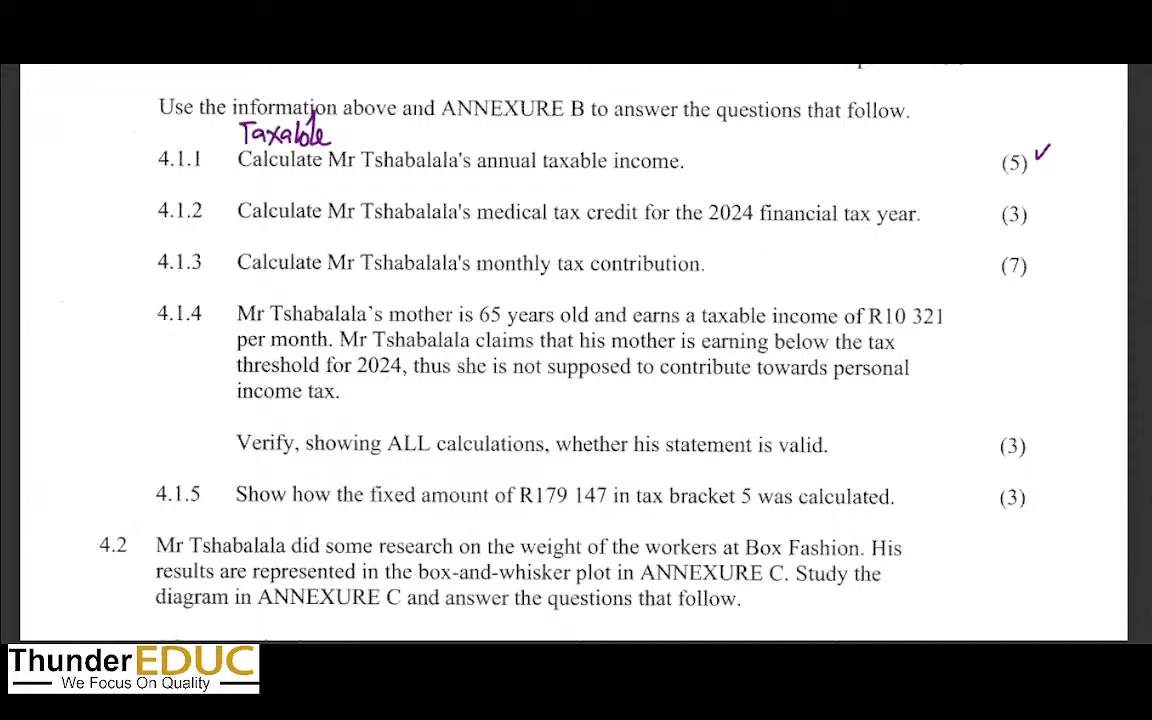 Use the information above and ANNEXURE B to answer the questions that follow.
Taxable
4.1.1 Calculate Mr Tshabalala's annual taxable income. (5) ✓
4.1.2 Calculate Mr Tshabalala's medical tax credit for the 2024 financial tax year. (3)
4.1.3 Calculate Mr Tshabalala's monthly tax contribution. (7)
4.1.4 Mr Tshabalala's mother is 65 years old and earns a taxable income of R10 321
per month. Mr Tshabalala claims that his mother is earning below the tax
threshold for 2024, thus she is not supposed to contribute towards personal
income tax.
Verify, showing ALL calculations, whether his statement is valid. (3)
4.1.5 Show how the fixed amount of R179 147 in tax bracket 5 was calculated. (3)
4.2 Mr Tshabalala did some research on the weight of the workers at Box Fashion. His
results are represented in the box-and-whisker plot in ANNEXURE C. Study the
diagram in ANNEXURE C and answer the questions that follow.
ThunderEDUC
We Focus On Quality